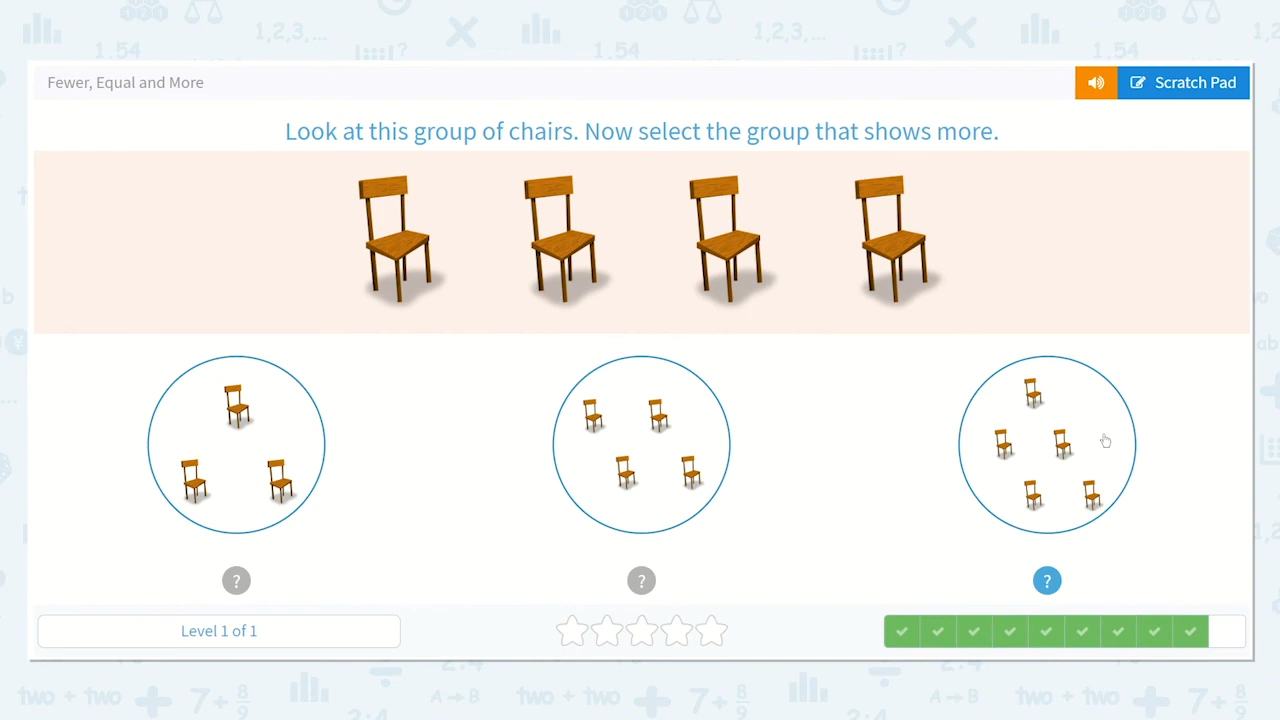 Fewer, Equal and More
Scratch Pad
Look at this group of chairs. Now select the group that shows more.
? ? ?
Level 1 of 1